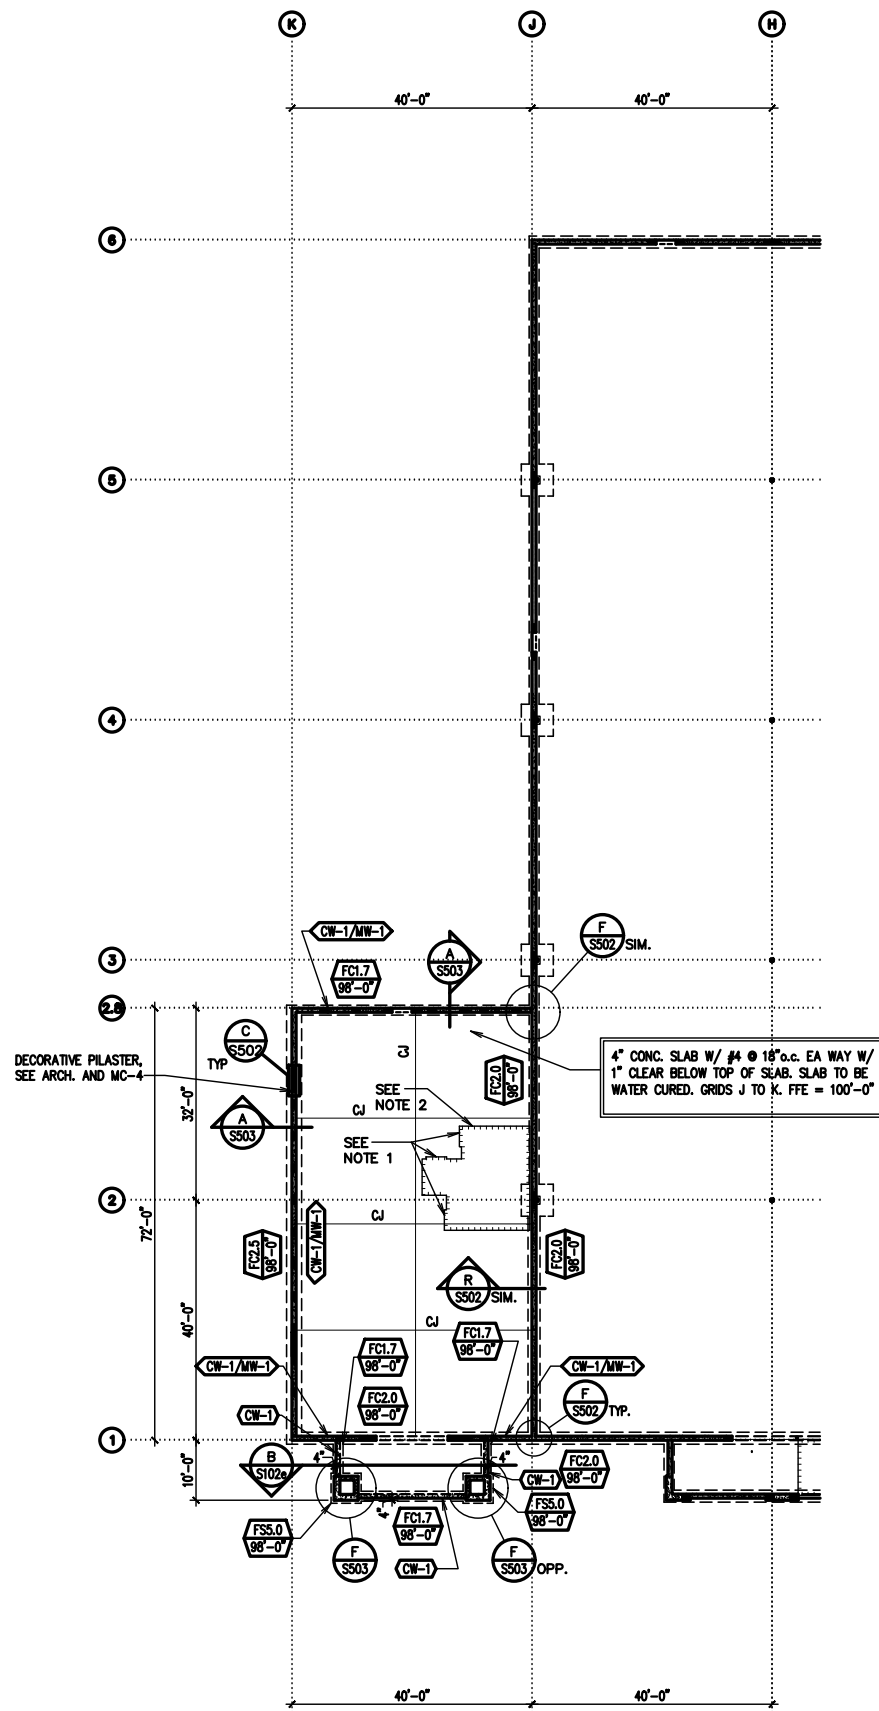 K
J
H
40'-0"
40'-0"
6
5
4
3
CW-1/MW-1
A
S503
F
S502
SIM.
FC1.7
98'-0"
2.8
C
S502
TYP
DECORATIVE PILASTER,
SEE ARCH. AND MC-4
CJ
FC2.0
98'-0"
4" CONC. SLAB W/ #4 @ 18"o.c. EA WAY W/
1" CLEAR BELOW TOP OF SLAB. SLAB TO BE
WATER CURED. GRIDS J TO K. FFE = 100'-0"
32'-0"
A
S503
SEE
NOTE 2
CJ
SEE
NOTE 1
2
72'-0"
CJ
CW-1/MW-1
FC2.5
98'-0"
FC2.0
98'-0"
R
S502
SIM.
40'-0"
CJ
FC1.7
98'-0"
FC1.7
98'-0"
CW-1/MW-1
CW-1/MW-1
FC2.0
98'-0"
CW-1
F
S502
TYP.
1
10'-0"
B
S102e
4"
4"
CW-1
FC2.0
98'-0"
4"
FS5.0
98'-0"
FC1.7
98'-0"
FS5.0
98'-0"
F
S503
CW-1
F
S503
OPP.
40'-0"
40'-0"